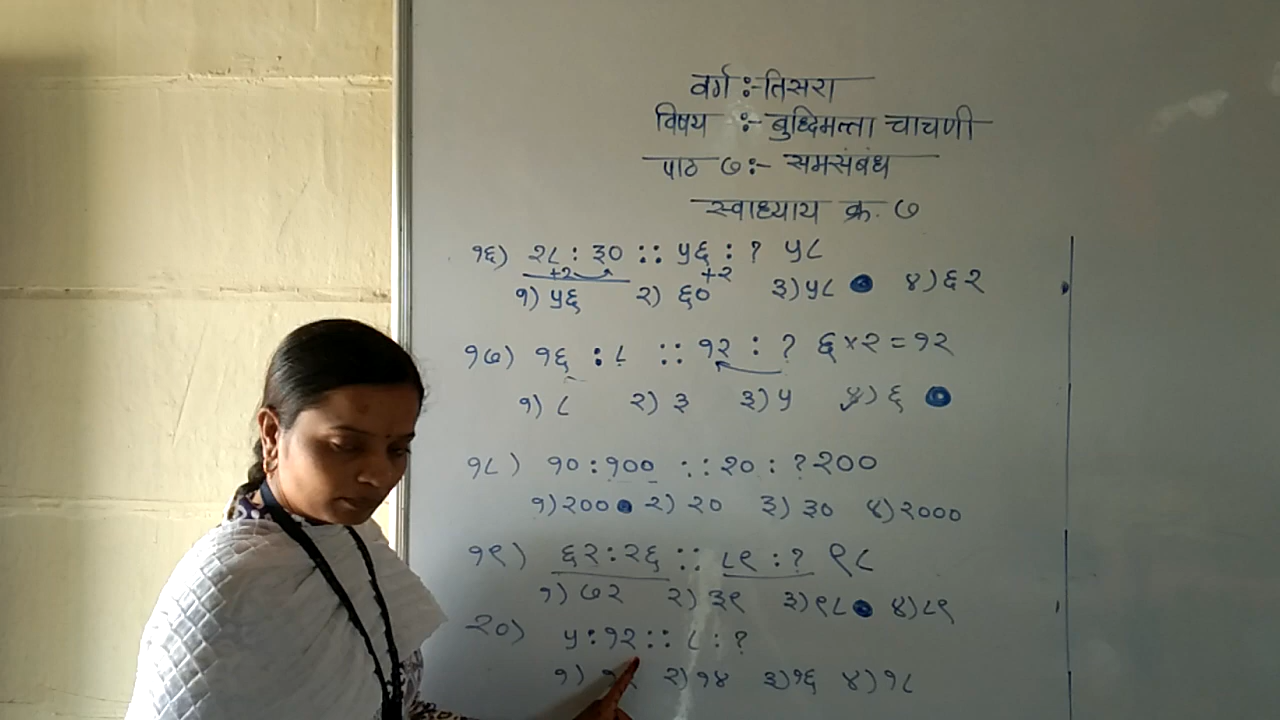 वर्ग :- तिसरा
विषय :- बुध्दिमत्ता चाचणी
पाठ ७ :- समसंबंध
स्वाध्याय क्र. ७
१६) २८ : ३० :: ५६ : ? ५८
+२ +२
१) ५६ २) ६० ३) ५८ ४) ६२
१७) १६ : ८ :: १२ : ? ६ × २ = १२
१) ८ २) ३ ३) ५ ४) ६
१८) १० : १०० :: २० : ? २००
१) २०० २) २० ३) ३० ४) २०००
१९) ६२ : २६ :: ८९ : ? ९८
१) ७२ २) ३९ ३) ९८ ४) ८९
२०) ५ : १२ :: ८ : ?
१) २) १४ ३) १६ ४) १८